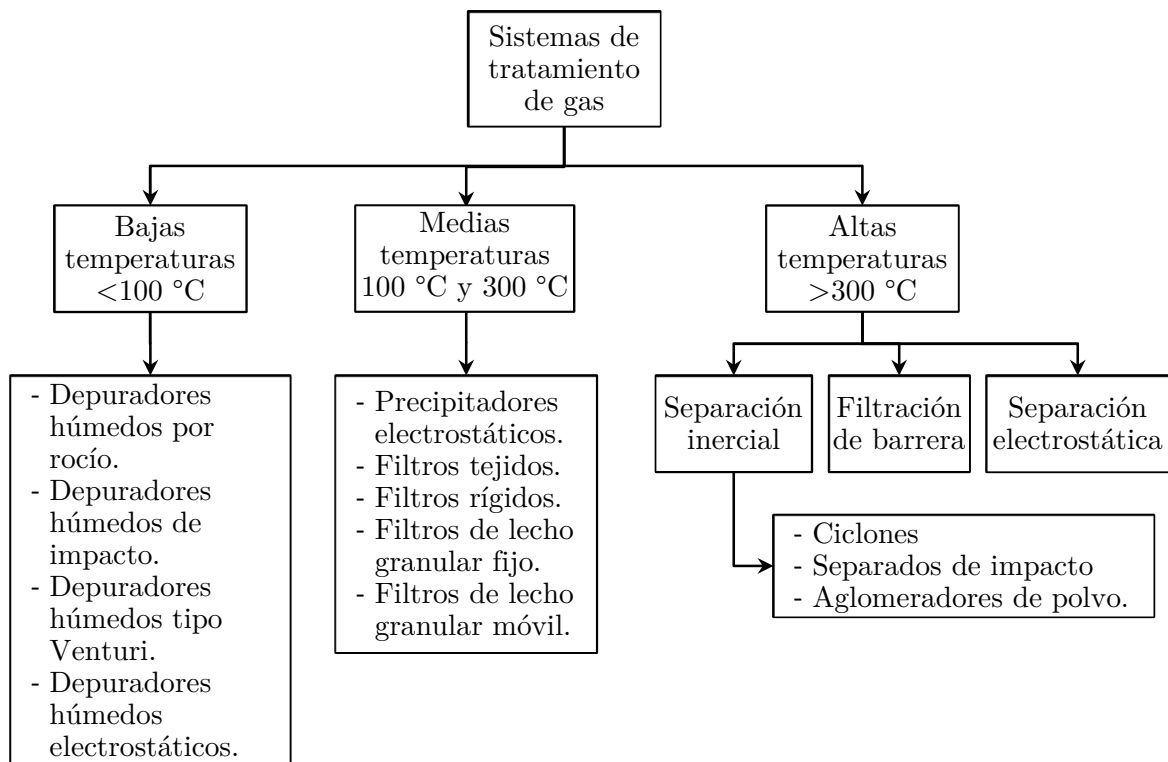 Sistemas de
tratamiento
de gas
Bajas
temperaturas
<100 °C
Medias
temperaturas
100 °C y 300 °C
Altas
temperaturas
>300 °C
- Depuradores
húmedos por
rocío.
- Depuradores
húmedos de
impacto.
- Depuradores
húmedos tipo
Venturi.
- Depuradores
húmedos
electrostáticos.
- Precipitadores
electrostáticos.
- Filtros tejidos.
- Filtros rígidos.
- Filtros de lecho
granular fijo.
- Filtros de lecho
granular móvil.
Separación
inercial
Filtración
de barrera
Separación
electrostática
- Ciclones
- Separados de impacto
- Aglomeradores de polvo.